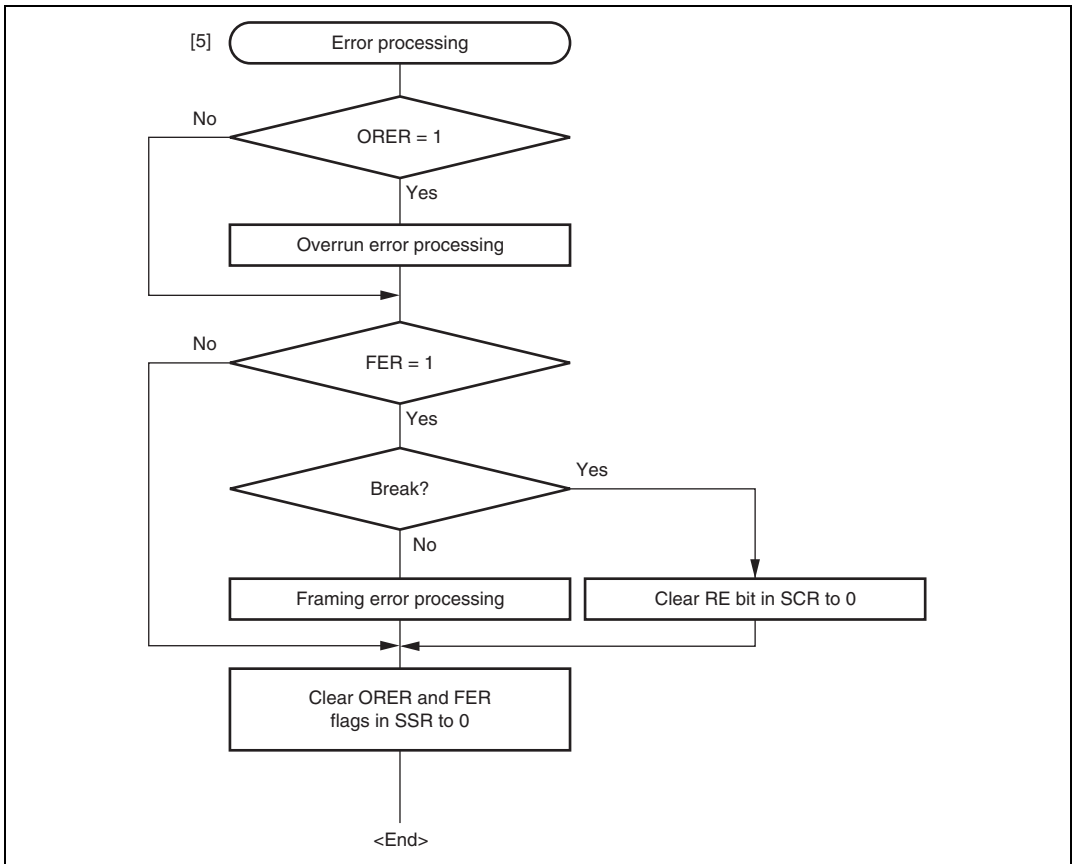 [5]
Error processing
No
ORER = 1
Yes
Overrun error processing
No
FER = 1
Yes
Break?
Yes
No
Framing error processing
Clear RE bit in SCR to 0
Clear ORER and FER
flags in SSR to 0
<End>